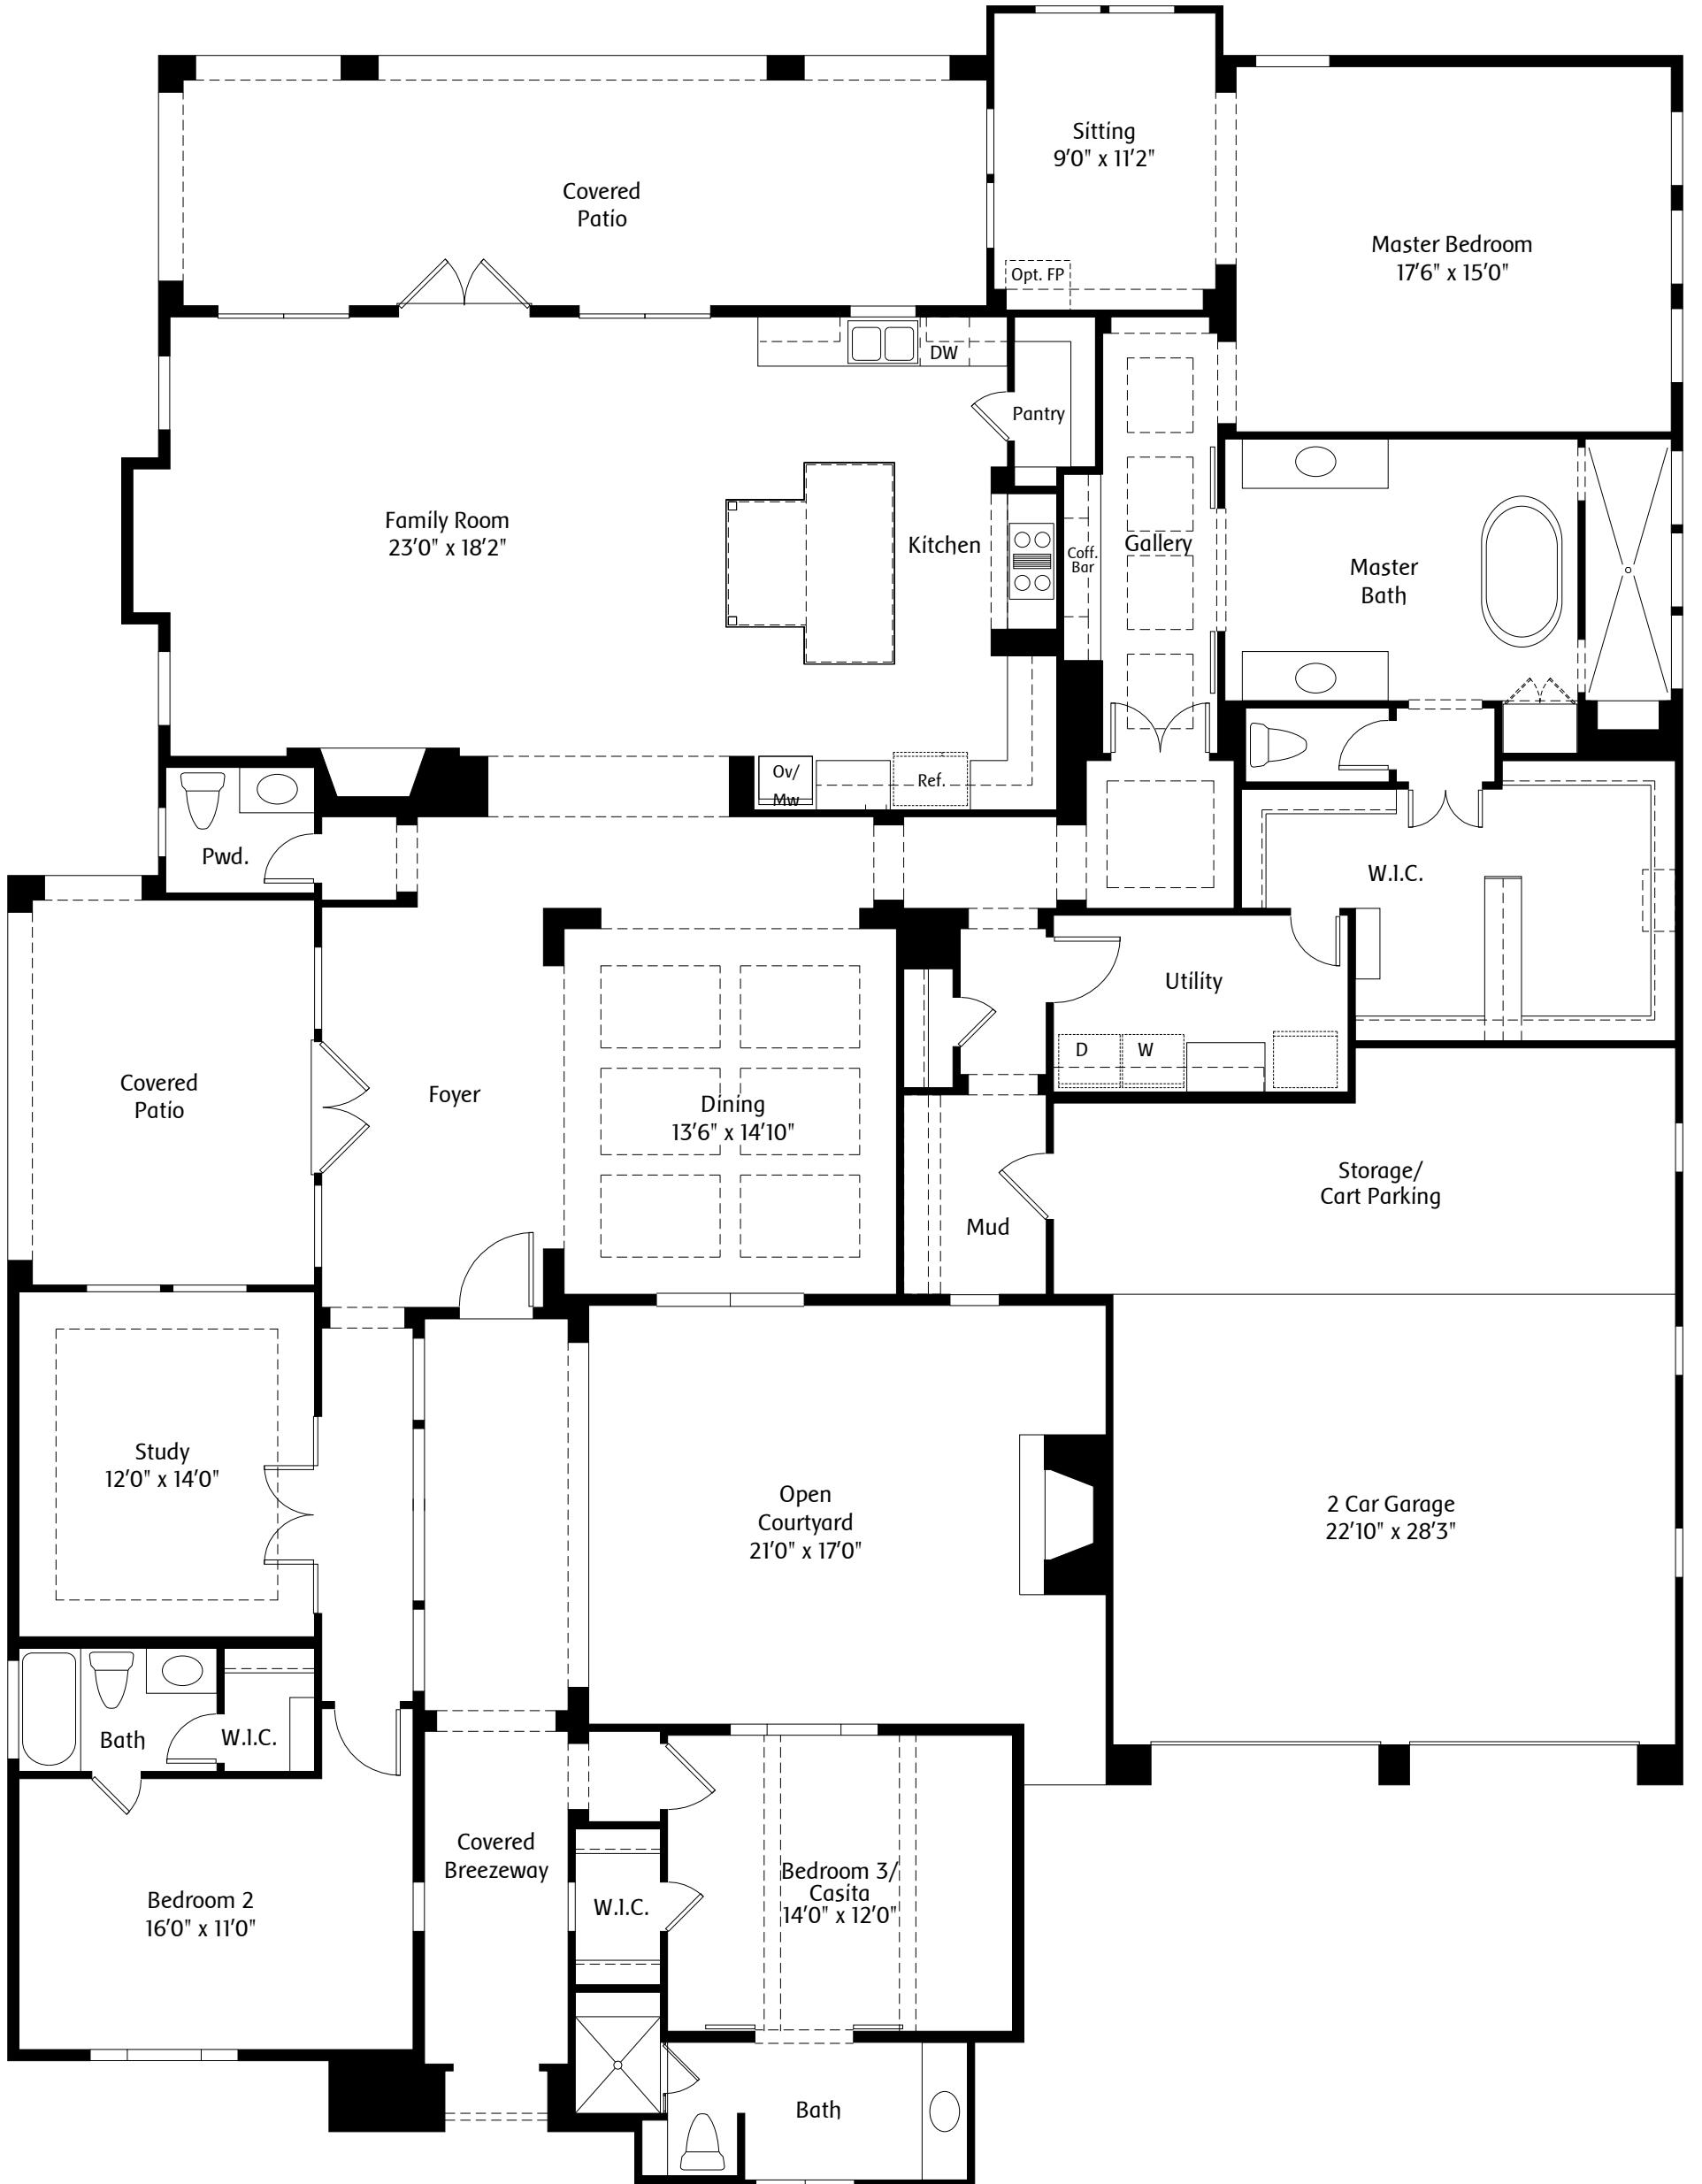 Sitting
9'0" x 11'2"
Covered
Patio
Master Bedroom
17'6" x 15'0"
Opt. FP
DW
Pantry
Family Room
23'0" x 18'2"
Kitchen
Coff.
Bar
Gallery
Master
Bath
Ov/
Mw
Ref.
Pwd.
W.I.C.
Utility
D
W
Covered
Patio
Foyer
Dining
13'6" x 14'10"
Storage/
Cart Parking
Mud
Study
12'0" x 14'0"
Open
Courtyard
21'0" x 17'0"
2 Car Garage
22'10" x 28'3"
Bath
W.I.C.
Covered
Breezeway
Bedroom 3/
Casita
14'0" x 12'0"
Bedroom 2
16'0" x 11'0"
W.I.C.
Bath